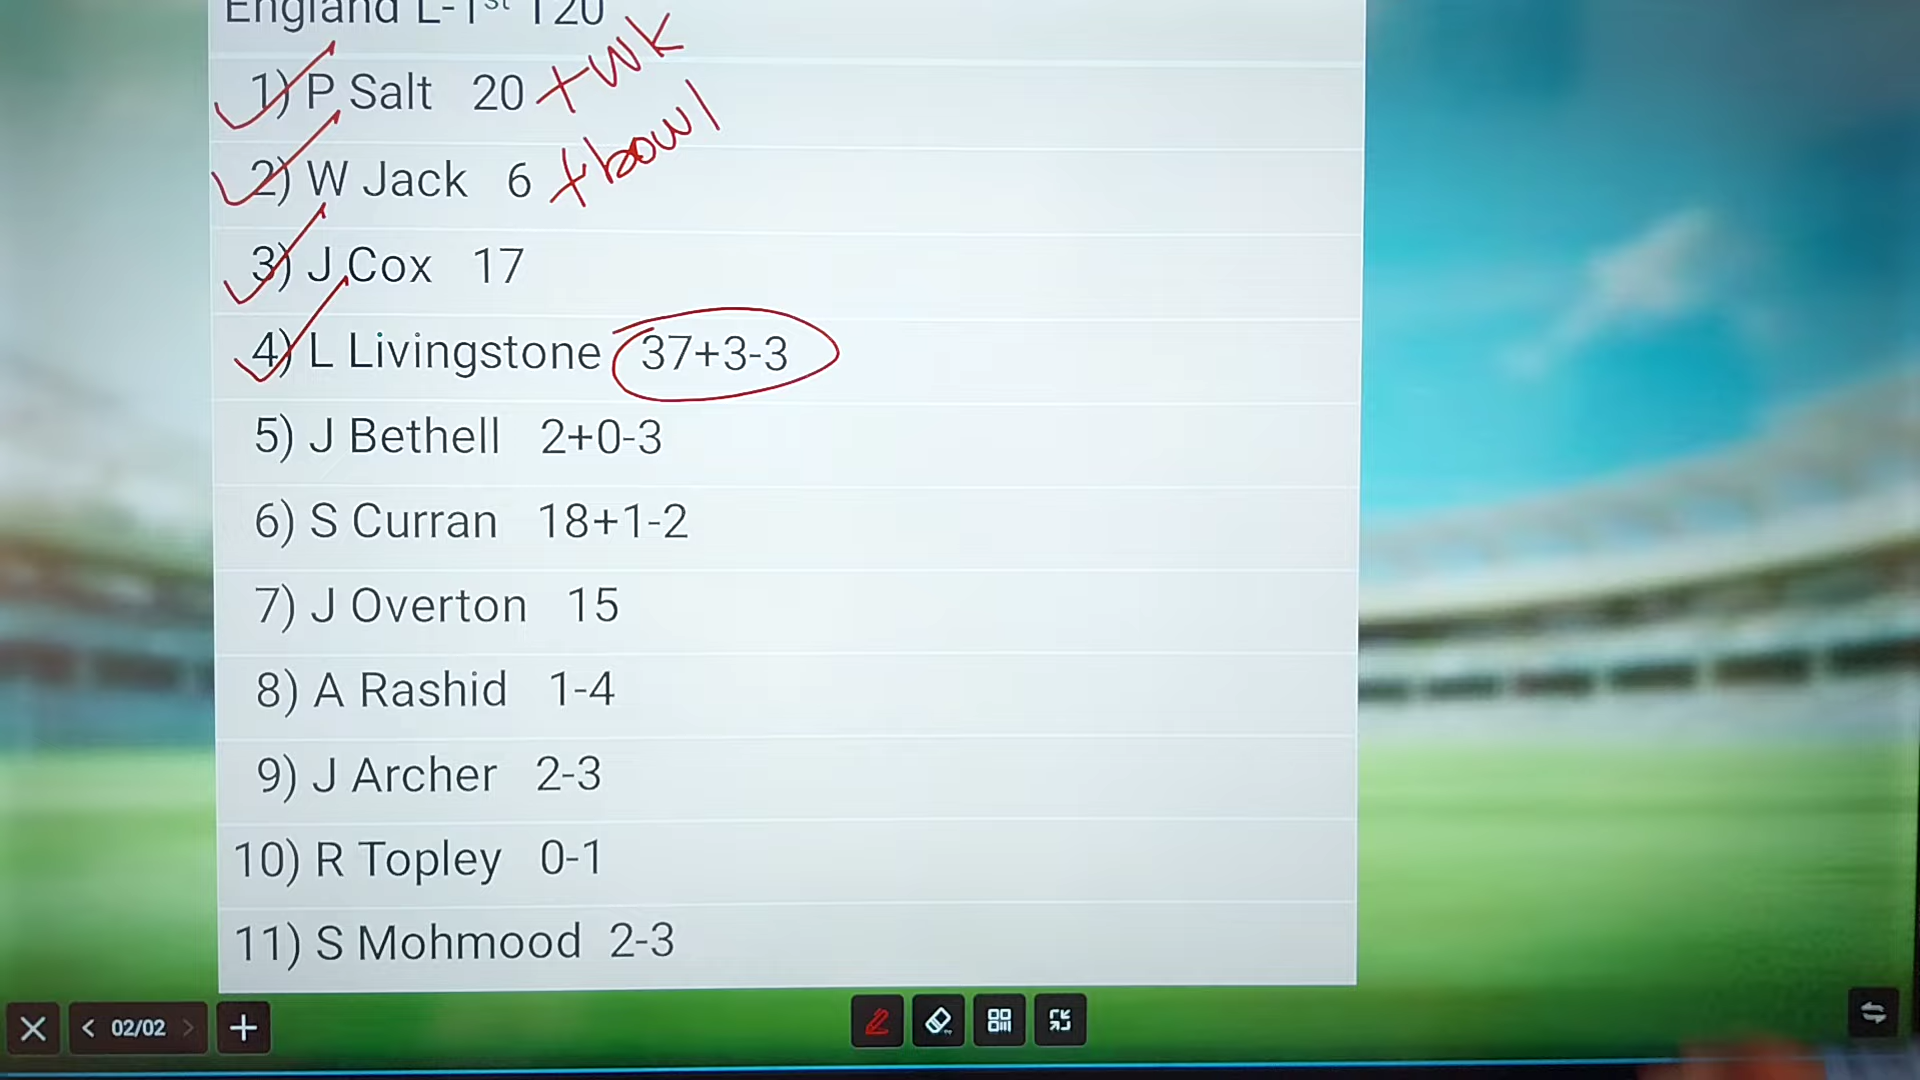 England L-1st T20
1) P Salt 20 +WK
2) W Jack 6 +bowl
3) J Cox 17
4) L Livingstone 37+3-3
5) J Bethell 2+0-3
6) S Curran 18+1-2
7) J Overton 15
8) A Rashid 1-4
9) J Archer 2-3
10) R Topley 0-1
11) S Mohmood 2-3
02/02